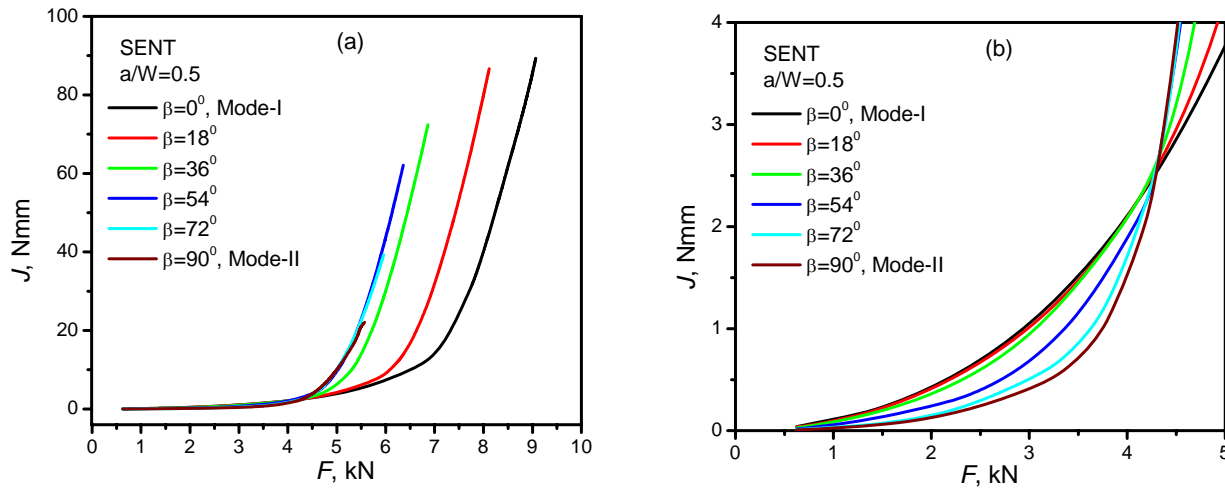 (a)
SENT
a/W=0.5
β=0⁰, Mode-I
β=18⁰
β=36⁰
β=54⁰
β=72⁰
β=90⁰, Mode-II
100
80
60
40
20
0
J, Nmm
0 1 2 3 4 5 6 7 8 9 10
F, kN
(b)
SENT
a/W=0.5
β=0⁰, Mode-I
β=18⁰
β=36⁰
β=54⁰
β=72⁰
β=90⁰, Mode-II
4
3
2
1
0
J, Nmm
0 1 2 3 4 5
F, kN